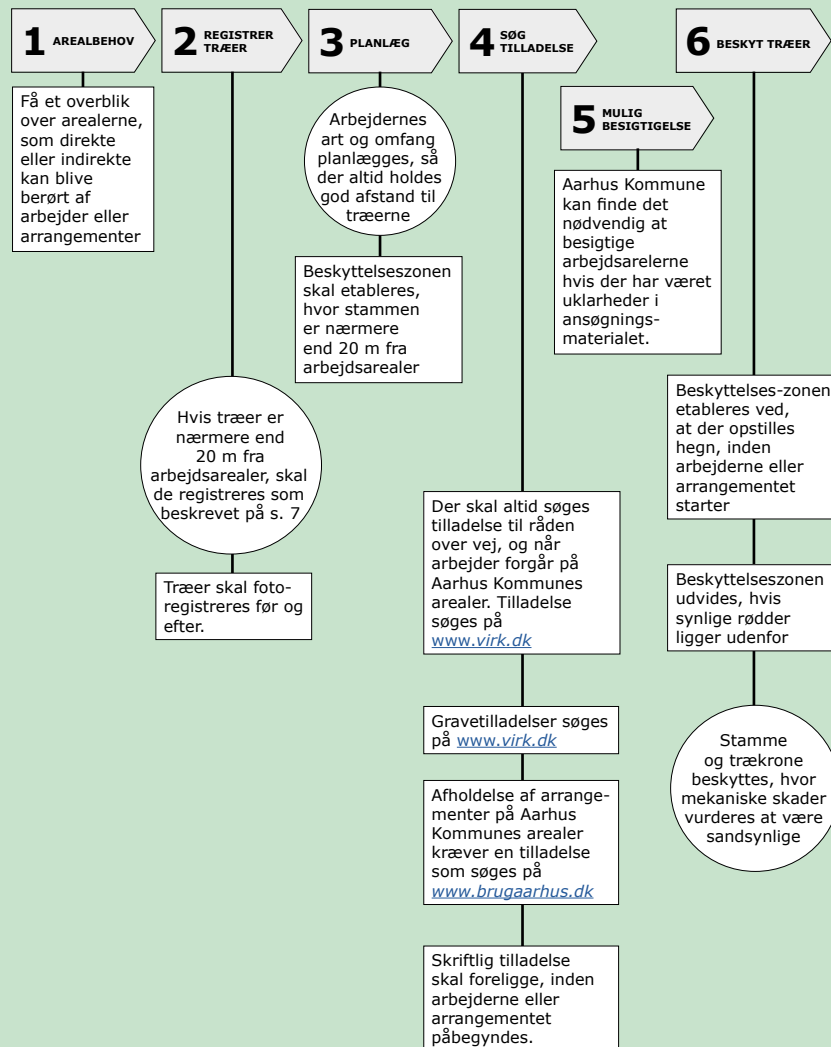 1 AREALBEHOV
Få et overblik
over arealerne,
som direkte
eller indirekte
kan blive
berørt af
arbejder eller
arrangementer
2 REGISTRER
TRÆER
Hvis træer er
nærmere end
20 m fra
arbejdsarealer, skal
de registreres som
beskrevet på s. 7
Træer skal foto-
registreres før og
efter.
3 PLANLÆG
Arbejdernes
art og omfang
planlægges, så
der altid holdes
god afstand til
træerne
Beskyttelseszonen
skal etableres,
hvor stammen
er nærmere
end 20 m fra
arbejdsarealer
4 SØG
TILLADELSE
Der skal altid søges
tilladelse til råden
over vej, og når
arbejder forgår på
Aarhus Kommunes
arealer. Tilladelse
søges på
www.virk.dk
Gravetilladelser søges
på www.virk.dk
Afholdelse af arrange-
menter på Aarhus
Kommunes arealer
kræver en tilladelse
som søges på
www.brugaarhus.dk
Skriftlig tilladelse
skal foreligge, inden
arbejderne eller
arrangementet
påbegyndes.
5 MULIG
BESIGTIGELSE
Aarhus Kommune
kan finde det
nødvendig at
besigtige
arbejdsarelerne
hvis der har været
uklarheder i
ansøgnings-
materialet.
6 BESKYT TRÆER
Beskyttelses-zonen
etableres ved,
at der opstilles
hegn, inden
arbejderne eller
arrangementet
starter
Beskyttelseszonen
udvides, hvis
synlige rødder
ligger udenfor
Stamme
og trækrone
beskyttes, hvor
mekaniske skader
vurderes at være
sandsynlige